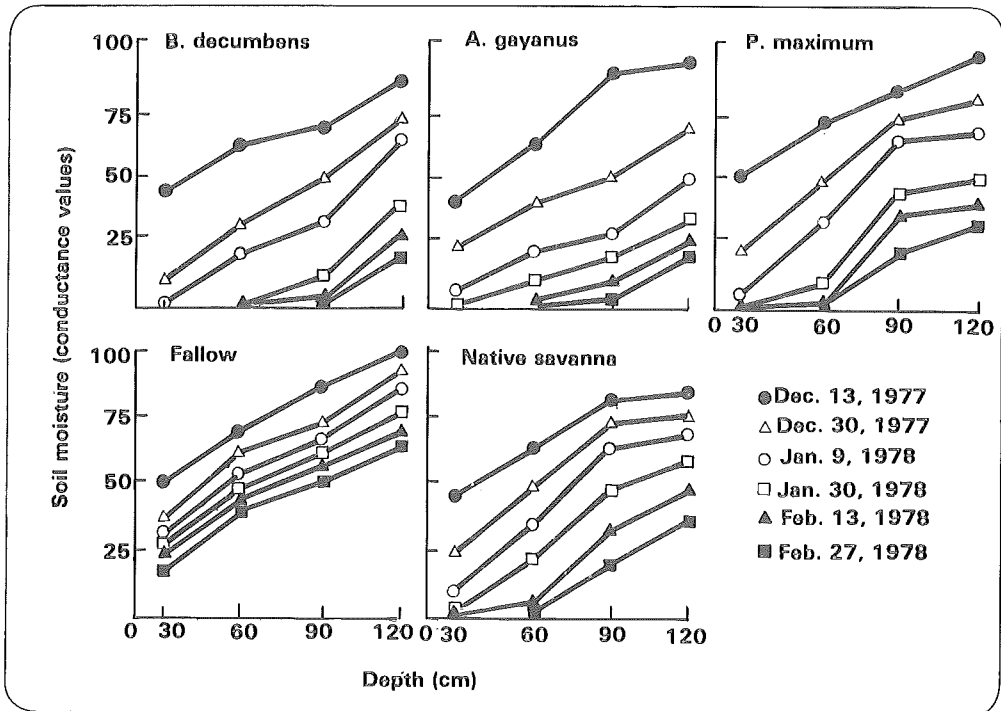 B. decumbens
A. gayanus
P. maximum
100
75
50
25
0 30 60 90 120
Fallow
Native savanna
100
75
50
25
0 30 60 90 120
0 30 60 90 120
Soil moisture (conductance values)
Depth (cm)
Dec. 13, 1977
Dec. 30, 1977
Jan. 9, 1978
Jan. 30, 1978
Feb. 13, 1978
Feb. 27, 1978